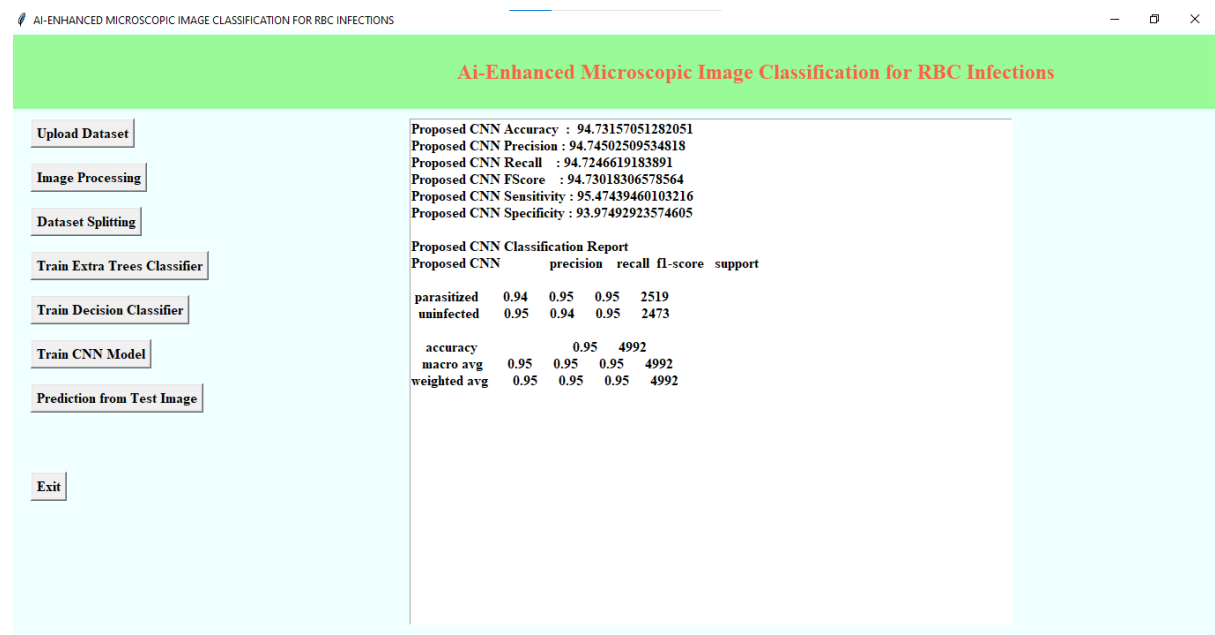 AI-ENHANCED MICROSCOPIC IMAGE CLASSIFICATION FOR RBC INFECTIONS
Ai-Enhanced Microscopic Image Classification for RBC Infections
Upload Dataset
Image Processing
Dataset Splitting
Train Extra Trees Classifier
Train Decision Classifier
Train CNN Model
Prediction from Test Image
Exit
Proposed CNN Accuracy : 94.73157051282051
Proposed CNN Precision : 94.74502509534818
Proposed CNN Recall : 94.7246619183891
Proposed CNN FScore : 94.73018306578564
Proposed CNN Sensitivity : 95.47439460103216
Proposed CNN Specificity : 93.97492923574605
Proposed CNN Classification Report
Proposed CNN precision recall f1-score support
parasitized 0.94 0.95 0.95 2519
uninfected 0.95 0.94 0.95 2473
accuracy 0.95 4992
macro avg 0.95 0.95 0.95 4992
weighted avg 0.95 0.95 0.95 4992